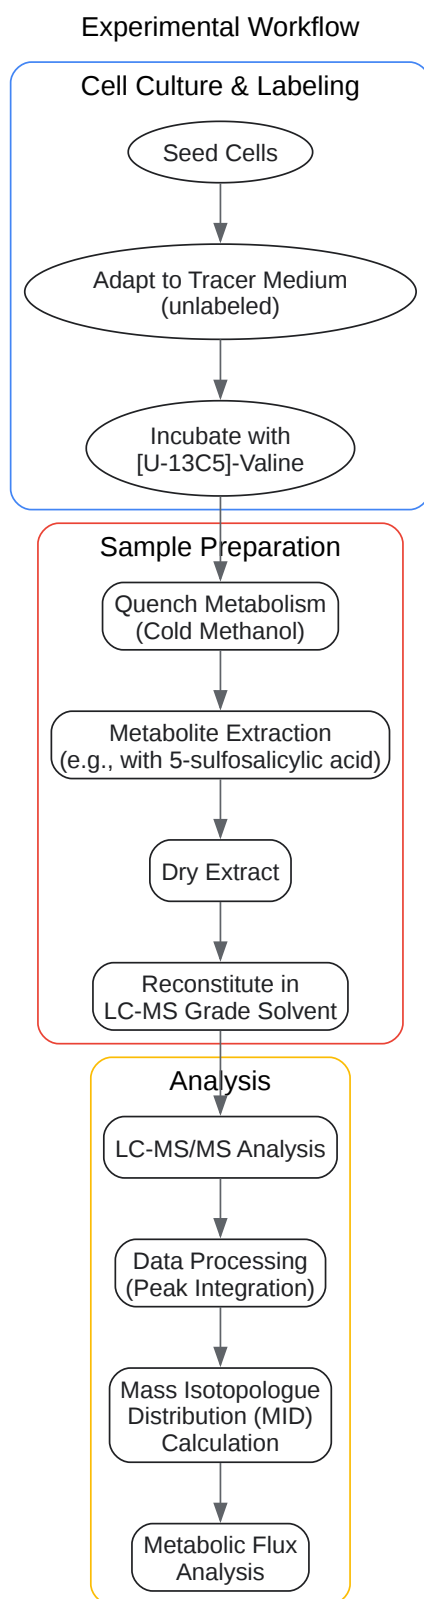 Experimental Workflow
Cell Culture & Labeling
Seed Cells
Adapt to Tracer Medium
(unlabeled)
Incubate with
[U-13C5]-Valine
Sample Preparation
Quench Metabolism
(Cold Methanol)
Metabolite Extraction
(e.g., with 5-sulfosalicylic acid)
Dry Extract
Reconstitute in
LC-MS Grade Solvent
Analysis
LC-MS/MS Analysis
Data Processing
(Peak Integration)
Mass Isotopologue
Distribution (MID)
Calculation
Metabolic Flux
Analysis